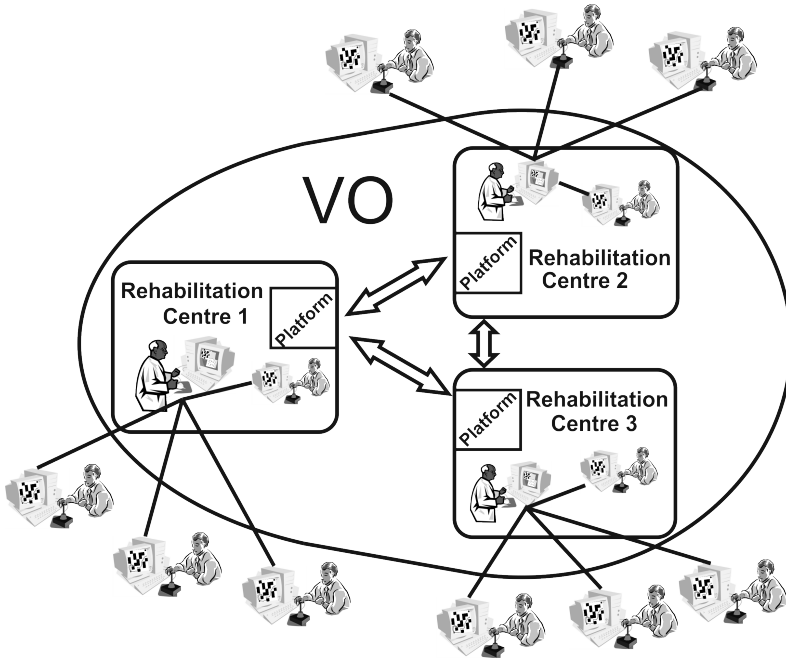 VO
Rehabilitation
Centre 1
Platform
Platform
Rehabilitation
Centre 2
Platform
Rehabilitation
Centre 3